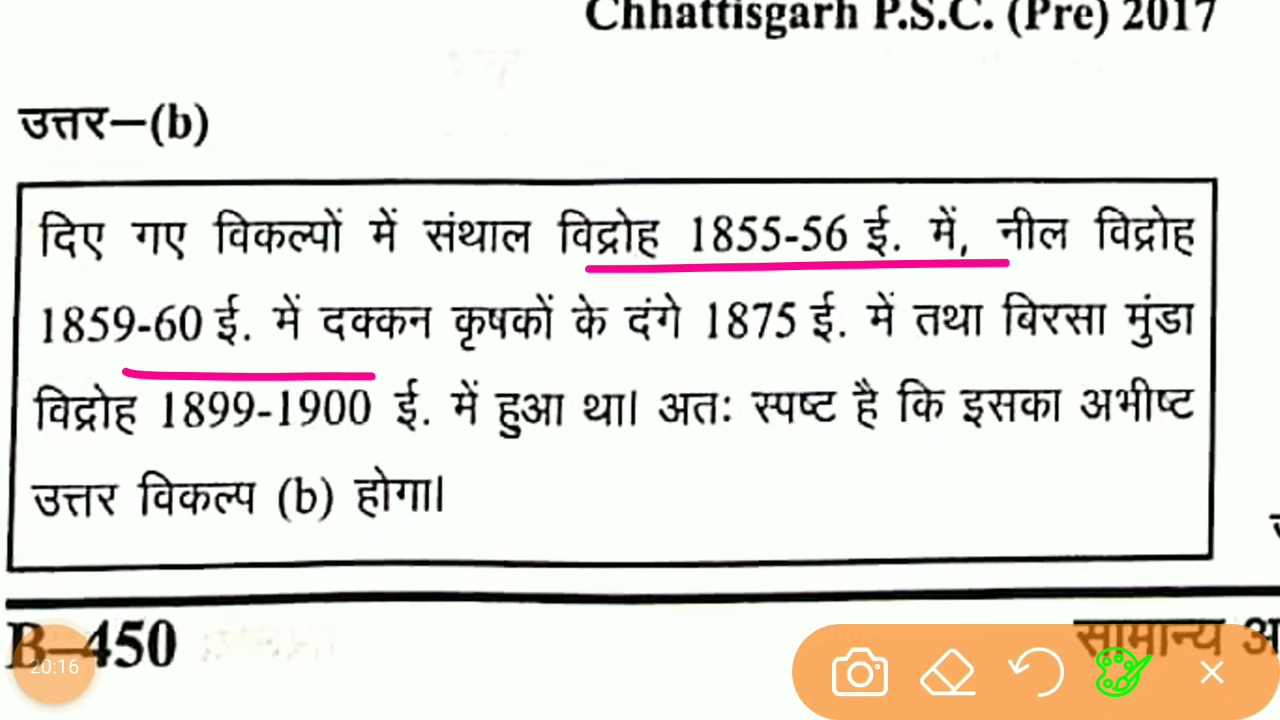 Chhattisgarh P.S.C. (Pre) 2017
उत्तर—(b)
दिए गए विकल्पों में संथाल विद्रोह 1855-56 ई. में, नील विद्रोह
1859-60 ई. में दक्कन कृषकों के दंगे 1875 ई. में तथा बिरसा मुंडा
विद्रोह 1899-1900 ई. में हुआ था। अतः स्पष्ट है कि इसका अभीष्ट
उत्तर विकल्प (b) होगा।
B–450
सामान्य
20:16